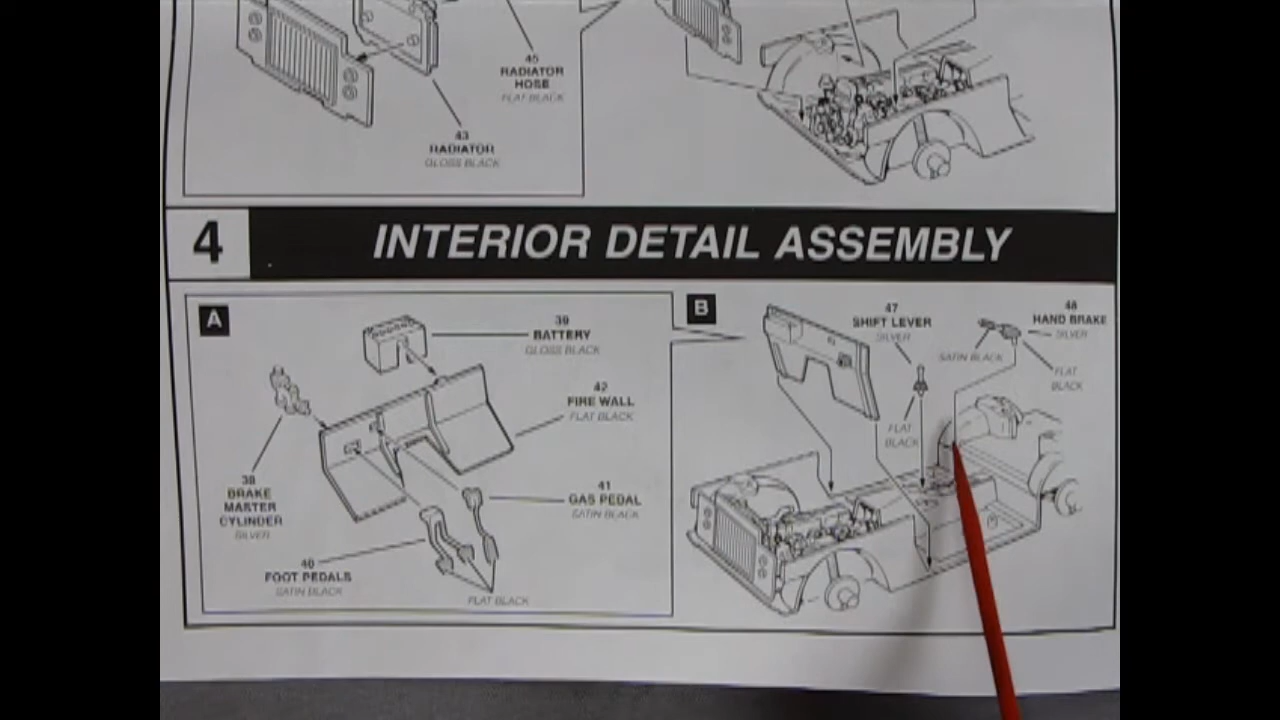 45
RADIATOR
HOSE
FLAT BLACK
43
RADIATOR
GLOSS BLACK
4
INTERIOR DETAIL ASSEMBLY
A
39
BATTERY
GLOSS BLACK
42
FIRE WALL
FLAT BLACK
38
BRAKE
MASTER
CYLINDER
SILVER
41
GAS PEDAL
SATIN BLACK
40
FOOT PEDALS
SATIN BLACK
FLAT BLACK
B
47
SHIFT LEVER
SILVER
48
HAND BRAKE
SILVER
SATIN BLACK
FLAT
BLACK
FLAT
BLACK